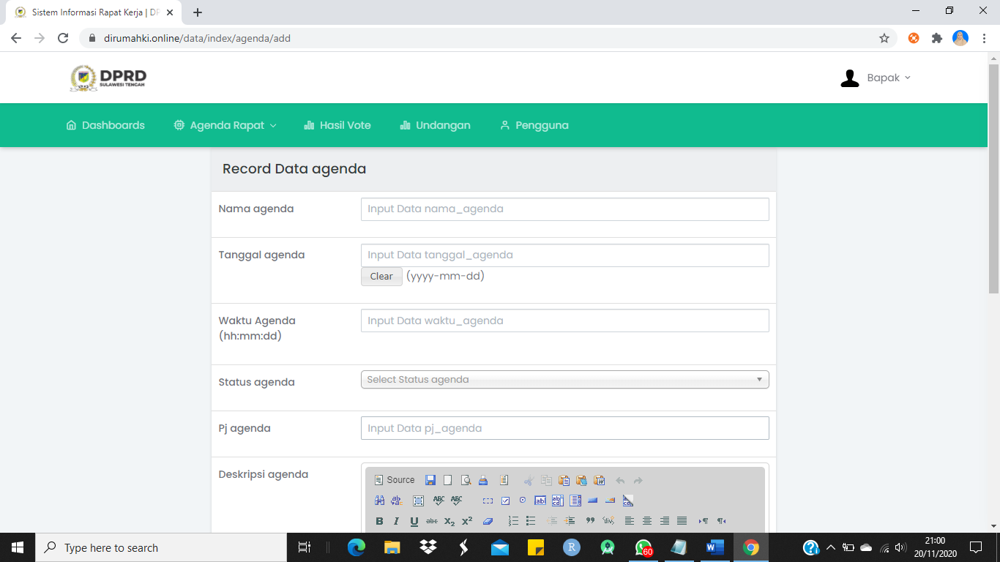 Sistem Informasi Rapat Kerja | DP
dirumahki.online/data/index/agenda/add
DPRD
SULAWESI TENGAH
Bapak
Dashboards Agenda Rapat Hasil Vote Undangan Pengguna
Record Data agenda
Nama agenda
Input Data nama_agenda
Tanggal agenda
Input Data tanggal_agenda
Clear (yyyy-mm-dd)
Waktu Agenda
(hh:mm:dd)
Input Data waktu_agenda
Status agenda
Select Status agenda
Pj agenda
Input Data pj_agenda
Deskripsi agenda
Source
Type here to search
60
21:00
20/11/2020